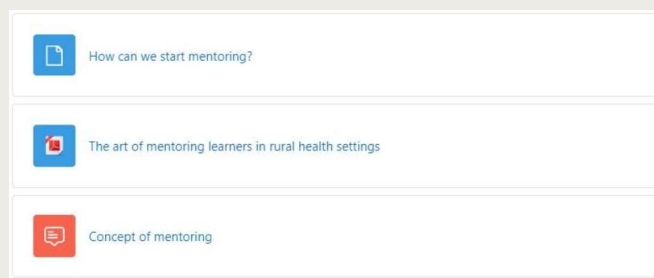 How can we start mentoring?
The art of mentoring learners in rural health settings
Concept of mentoring